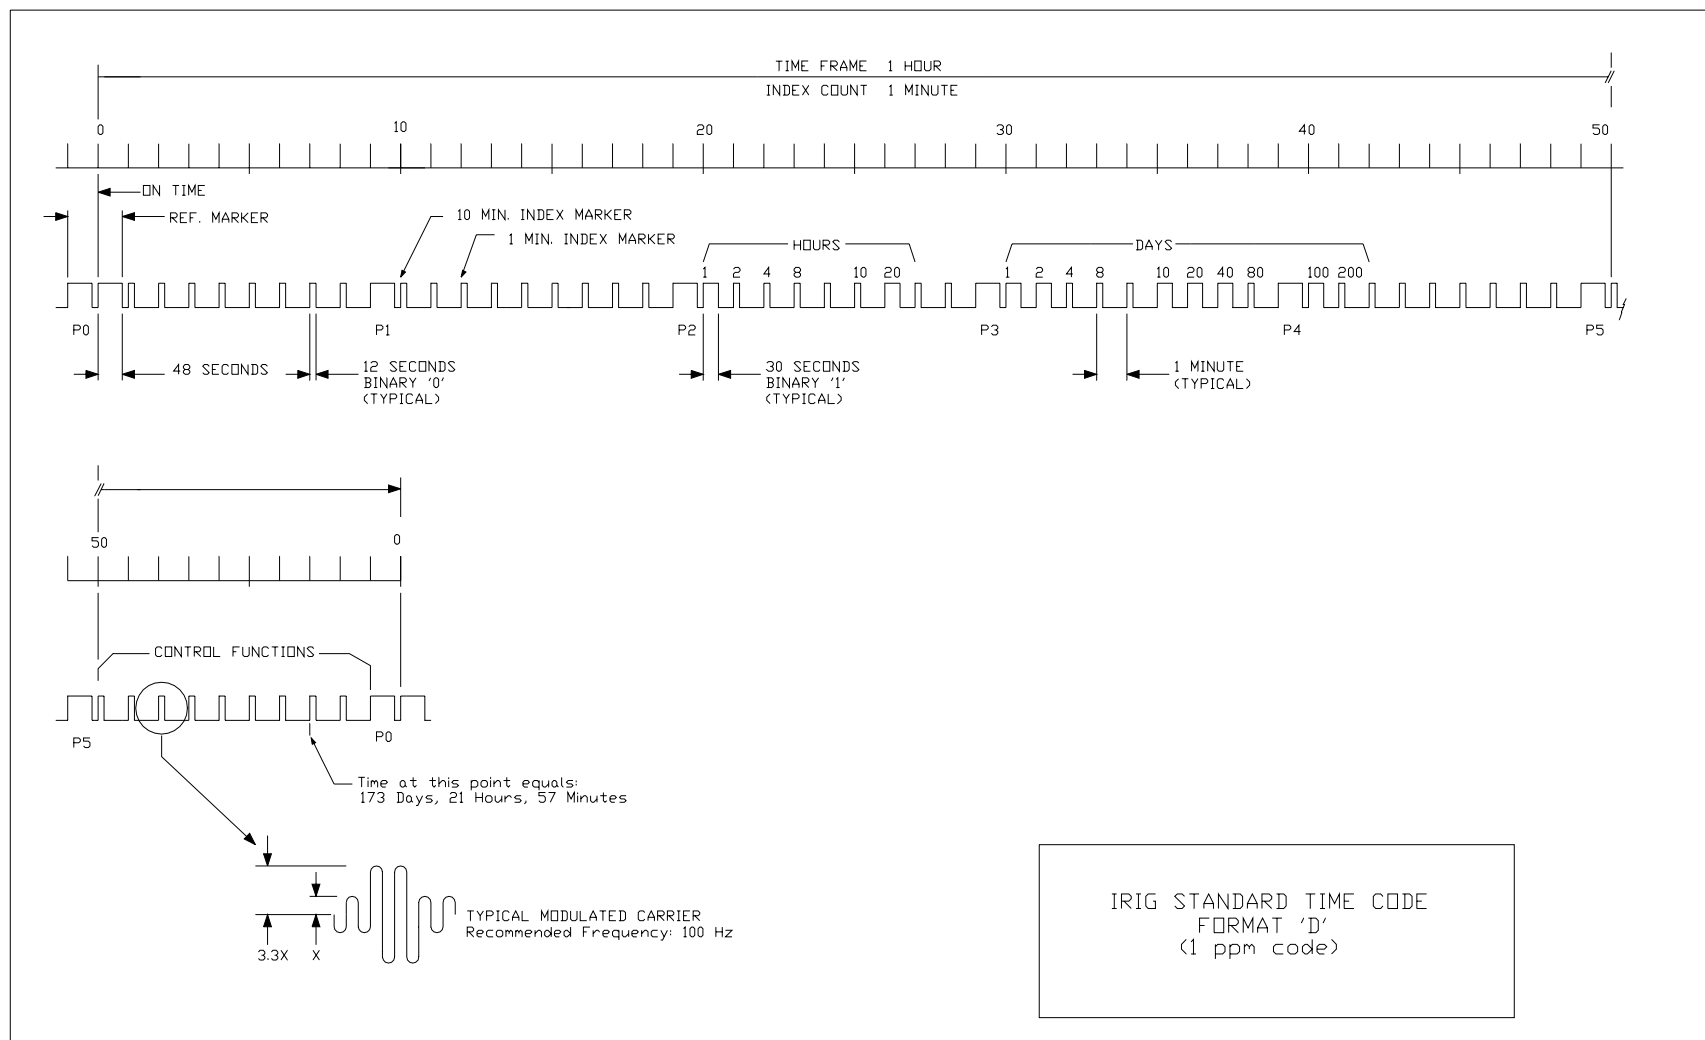 TIME FRAME 1 HOUR
INDEX COUNT 1 MINUTE
0 10 20 30 40 50
ON TIME
REF. MARKER
10 MIN. INDEX MARKER
1 MIN. INDEX MARKER
HOURS
DAYS
1 2 4 8 10 20 1 2 4 8 10 20 40 80 100 200
P0 P1 P2 P3 P4 P5
48 SECONDS
12 SECONDS
BINARY '0'
(TYPICAL)
30 SECONDS
BINARY '1'
(TYPICAL)
1 MINUTE
(TYPICAL)
50 0
CONTROL FUNCTIONS
P5 P0
Time at this point equals:
173 Days, 21 Hours, 57 Minutes
TYPICAL MODULATED CARRIER
Recommended Frequency: 100 Hz
3.3X X
IRIG STANDARD TIME CODE
FORMAT 'D'
(1 ppm code)